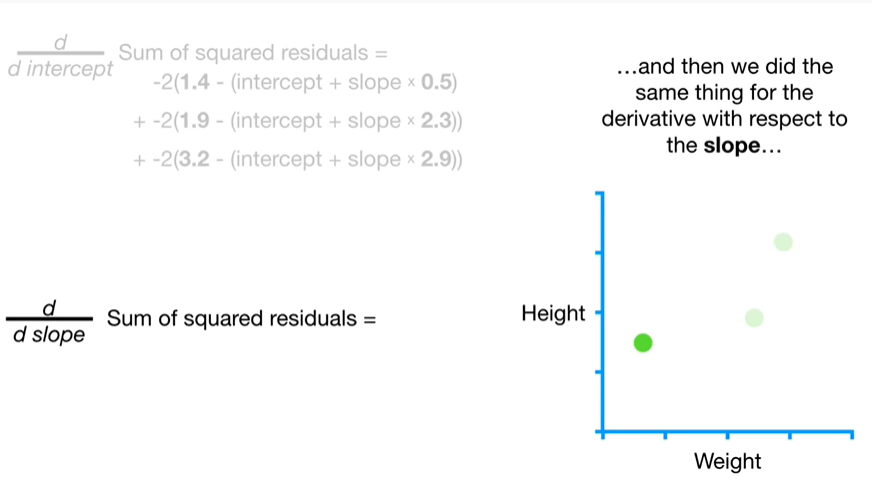 d
d intercept
Sum of squared residuals =
-2(1.4 - (intercept + slope × 0.5)
+ -2(1.9 - (intercept + slope × 2.3))
+ -2(3.2 - (intercept + slope × 2.9))
…and then we did the
same thing for the
derivative with respect to
the slope…
d
d slope
Sum of squared residuals =
Height
Weight